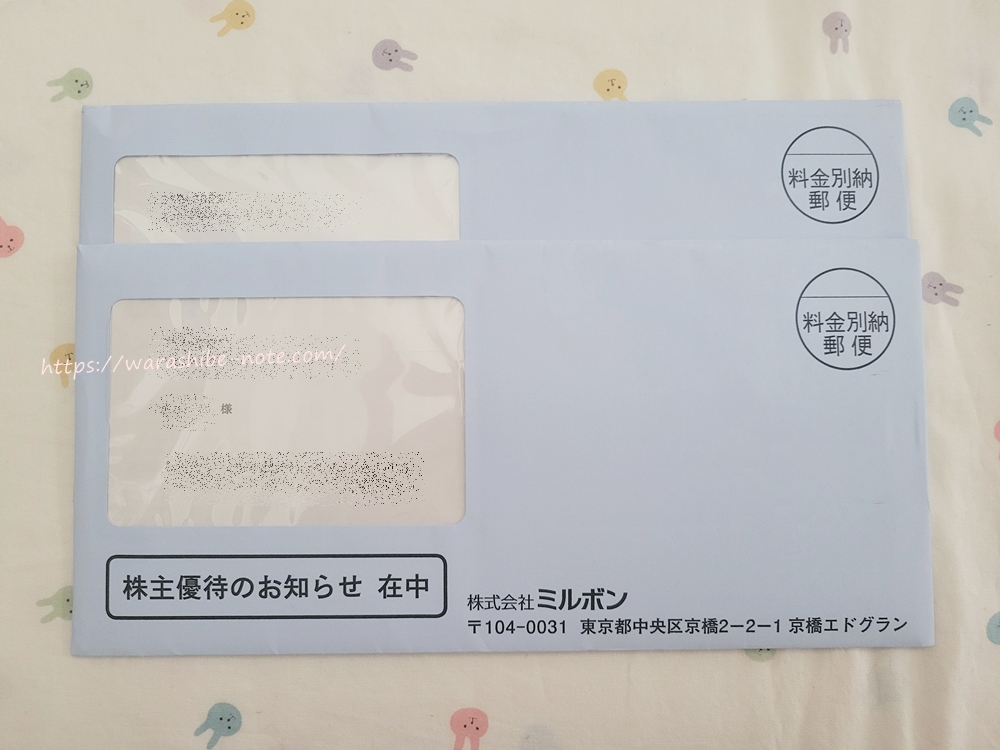 料金別納
郵便
料金別納
郵便
https://warashibe-note.com/
様
株主優待のお知らせ 在中
株式会社ミルボン
〒104-0031 東京都中央区京橋2-2-1 京橋エドグラン